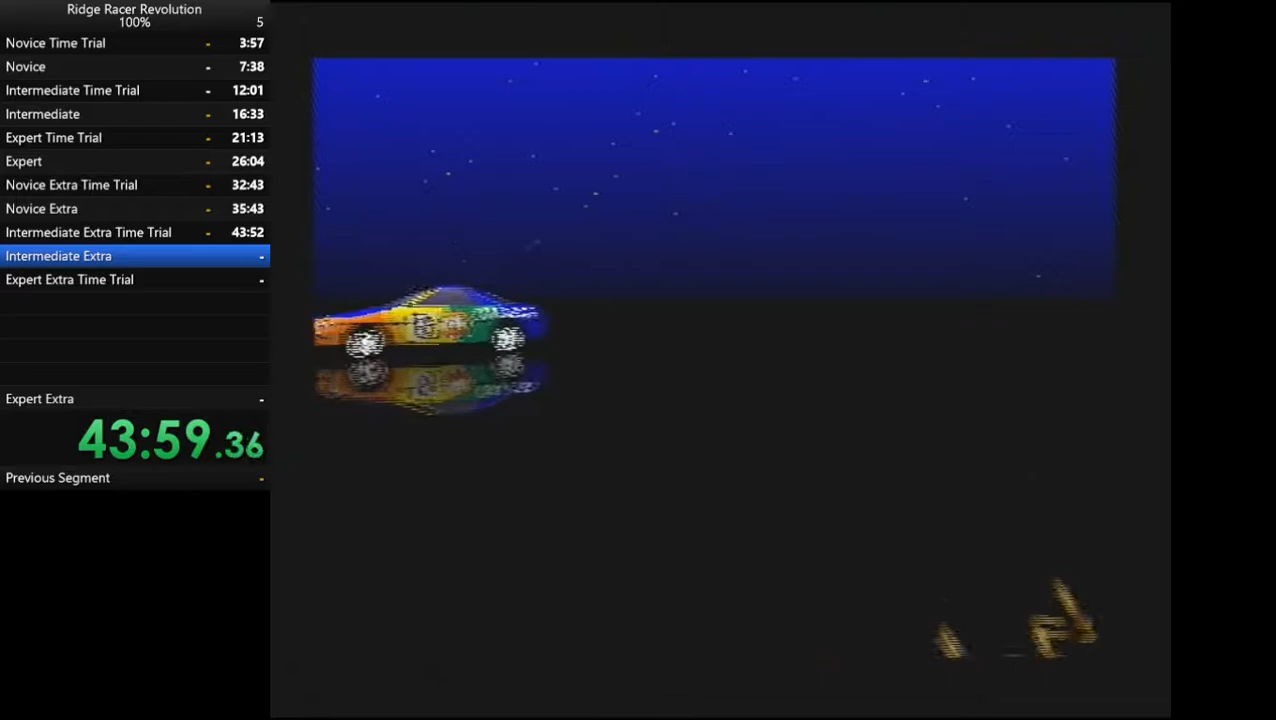 Ridge Racer Revolution
100% 5
Novice Time Trial - 3:57
Novice - 7:38
Intermediate Time Trial - 12:01
Intermediate - 16:33
Expert Time Trial - 21:13
Expert - 26:04
Novice Extra Time Trial - 32:43
Novice Extra - 35:43
Intermediate Extra Time Trial - 43:52
Intermediate Extra -
Expert Extra Time Trial -
Expert Extra -
43:59.36
Previous Segment -